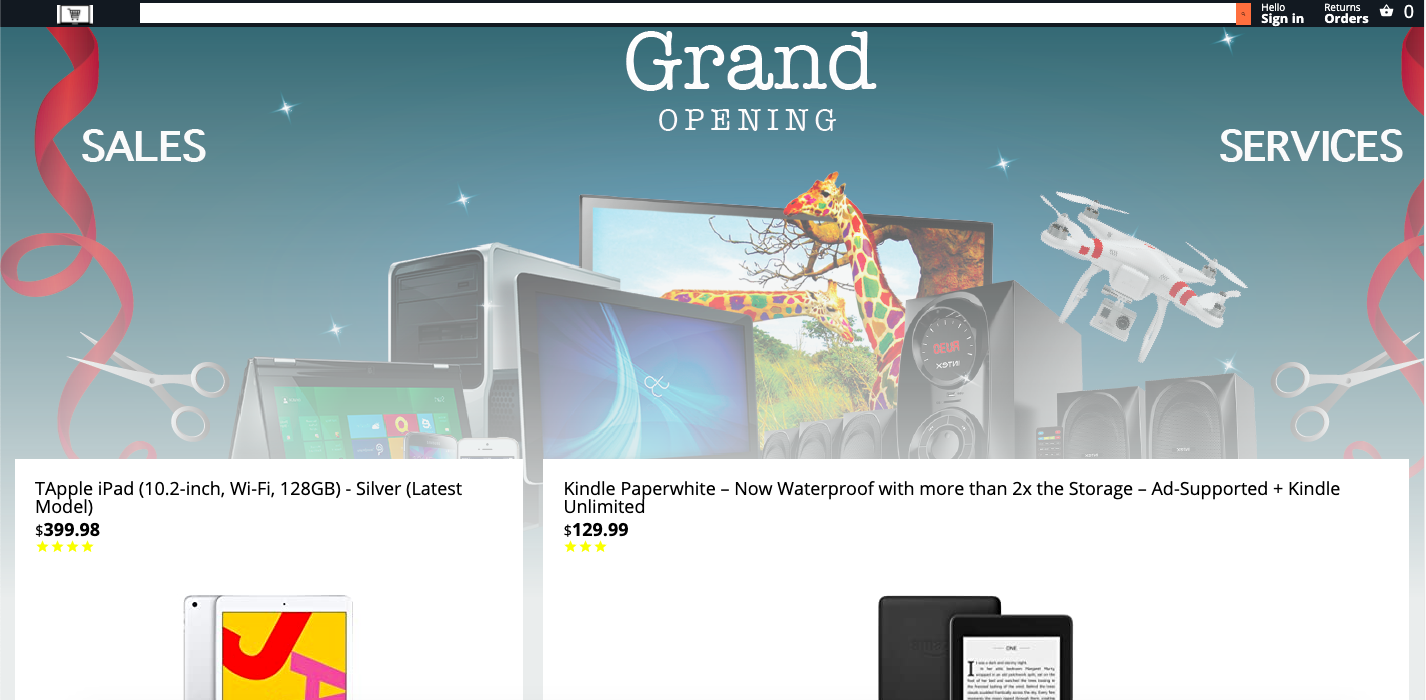 Hello
Sign in
Returns
Orders
0
Grand
OPENING
SALES
SERVICES
TApple iPad (10.2-inch, Wi-Fi, 128GB) - Silver (Latest
Model)
$399.98
Kindle Paperwhite – Now Waterproof with more than 2x the Storage – Ad-Supported + Kindle
Unlimited
$129.99
ONE